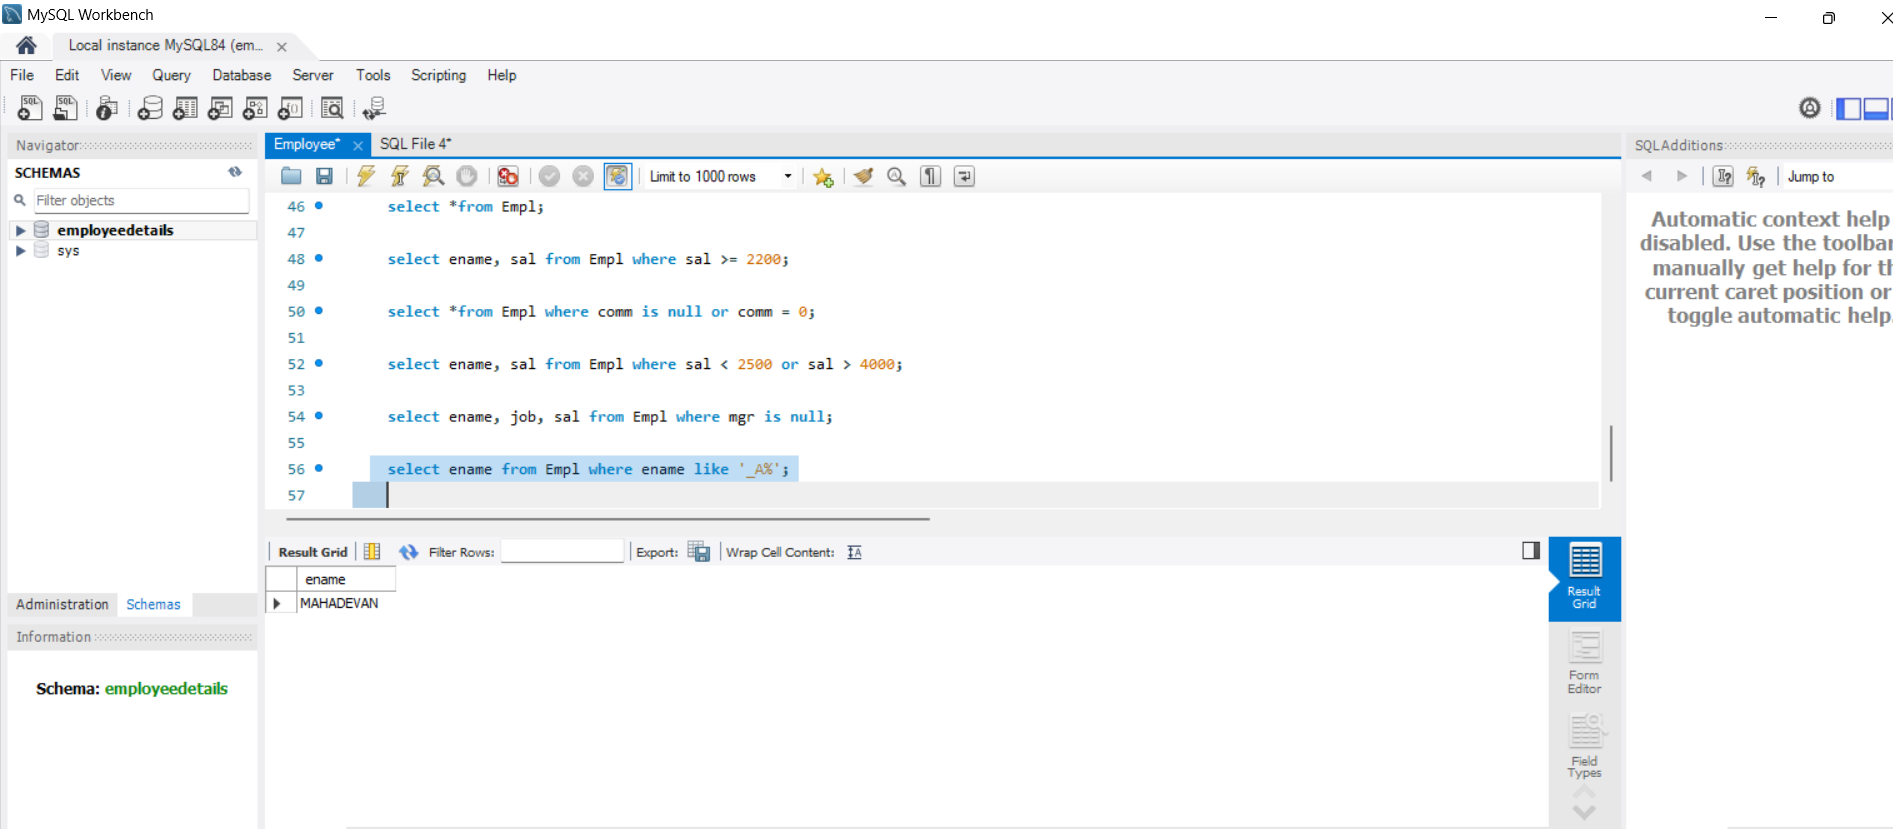 MySQL Workbench
Local instance MySQL84 (em...
File Edit View Query Database Server Tools Scripting Help
Navigator
SCHEMAS
Filter objects
employeedetails
sys
Administration Schemas
Information
Schema: employeedetails
Employee* SQL File 4*
Limit to 1000 rows
46 select *from Empl;
47
48 select ename, sal from Empl where sal >= 2200;
49
50 select *from Empl where comm is null or comm = 0;
51
52 select ename, sal from Empl where sal < 2500 or sal > 4000;
53
54 select ename, job, sal from Empl where mgr is null;
55
56 select ename from Empl where ename like '_A%';
57
Result Grid Filter Rows: Export: Wrap Cell Content:
ename
MAHADEVAN
Result
Grid
Form
Editor
Field
Types
SQLAdditions
Jump to
Automatic context help
disabled. Use the toolbar
manually get help for
current caret position or
toggle automatic help.